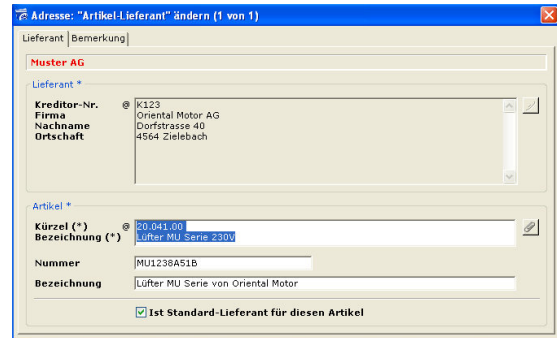 Adresse: "Artikel-Lieferant" ändern (1 von 1)
Lieferant Bemerkung
Muster AG
Lieferant *
Kreditor-Nr. @ K123
Firma Oriental Motor AG
Nachname Dorfstrasse 40
Ortschaft 4564 Zielebach
Artikel *
Kürzel (*) @ 20.041.00
Bezeichnung (*) Lüfter MU Serie 230V
Nummer MU1238A51B
Bezeichnung Lüfter MU Serie von Oriental Motor
Ist Standard-Lieferant für diesen Artikel